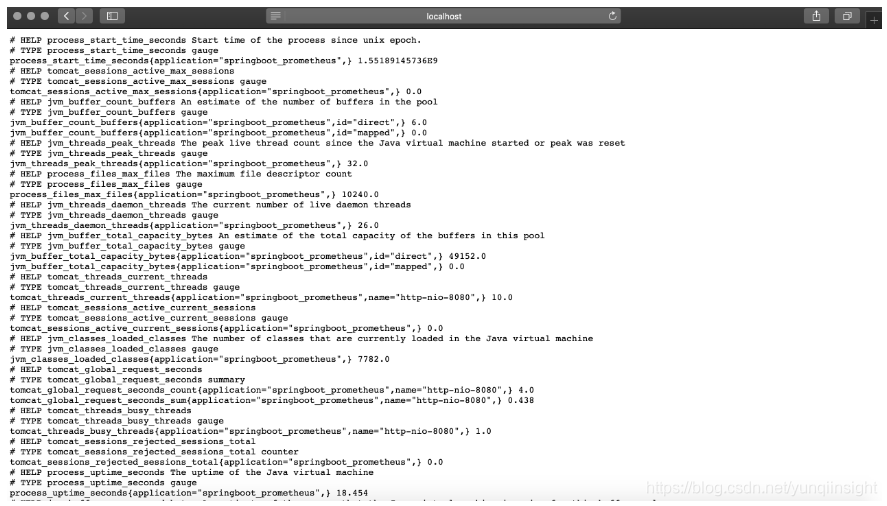 localhost
# HELP process_start_time_seconds Start time of the process since unix epoch.
# TYPE process_start_time_seconds gauge
process_start_time_seconds{application="springboot_prometheus",} 1.55189145736E9
# HELP tomcat_sessions_active_max_sessions
# TYPE tomcat_sessions_active_max_sessions gauge
tomcat_sessions_active_max_sessions{application="springboot_prometheus",} 0.0
# HELP jvm_buffer_count_buffers An estimate of the number of buffers in the pool
# TYPE jvm_buffer_count_buffers gauge
jvm_buffer_count_buffers{application="springboot_prometheus",id="direct",} 6.0
jvm_buffer_count_buffers{application="springboot_prometheus",id="mapped",} 0.0
# HELP jvm_threads_peak_threads The peak live thread count since the Java virtual machine started or peak was reset
# TYPE jvm_threads_peak_threads gauge
jvm_threads_peak_threads{application="springboot_prometheus",} 32.0
# HELP process_files_max_files The maximum file descriptor count
# TYPE process_files_max_files gauge
process_files_max_files{application="springboot_prometheus",} 10240.0
# HELP jvm_threads_daemon_threads The current number of live daemon threads
# TYPE jvm_threads_daemon_threads gauge
jvm_threads_daemon_threads{application="springboot_prometheus",} 26.0
# HELP jvm_buffer_total_capacity_bytes An estimate of the total capacity of the buffers in this pool
# TYPE jvm_buffer_total_capacity_bytes gauge
jvm_buffer_total_capacity_bytes{application="springboot_prometheus",id="direct",} 49152.0
jvm_buffer_total_capacity_bytes{application="springboot_prometheus",id="mapped",} 0.0
# HELP tomcat_threads_current_threads
# TYPE tomcat_threads_current_threads gauge
tomcat_threads_current_threads{application="springboot_prometheus",name="http-nio-8080",} 10.0
# HELP tomcat_sessions_active_current_sessions
# TYPE tomcat_sessions_active_current_sessions gauge
tomcat_sessions_active_current_sessions{application="springboot_prometheus",} 0.0
# HELP jvm_classes_loaded_classes The number of classes that are currently loaded in the Java virtual machine
# TYPE jvm_classes_loaded_classes gauge
jvm_classes_loaded_classes{application="springboot_prometheus",} 7782.0
# HELP tomcat_global_request_seconds
# TYPE tomcat_global_request_seconds summary
tomcat_global_request_seconds_count{application="springboot_prometheus",name="http-nio-8080",} 4.0
tomcat_global_request_seconds_sum{application="springboot_prometheus",name="http-nio-8080",} 0.438
# HELP tomcat_threads_busy_threads
# TYPE tomcat_threads_busy_threads gauge
tomcat_threads_busy_threads{application="springboot_prometheus",name="http-nio-8080",} 1.0
# HELP tomcat_sessions_rejected_sessions_total
# TYPE tomcat_sessions_rejected_sessions_total counter
tomcat_sessions_rejected_sessions_total{application="springboot_prometheus",} 0.0
# HELP process_uptime_seconds The uptime of the Java virtual machine
# TYPE process_uptime_seconds gauge
process_uptime_seconds{application="springboot_prometheus",} 18.454
https://blog.csdn.net/yunqiinsight